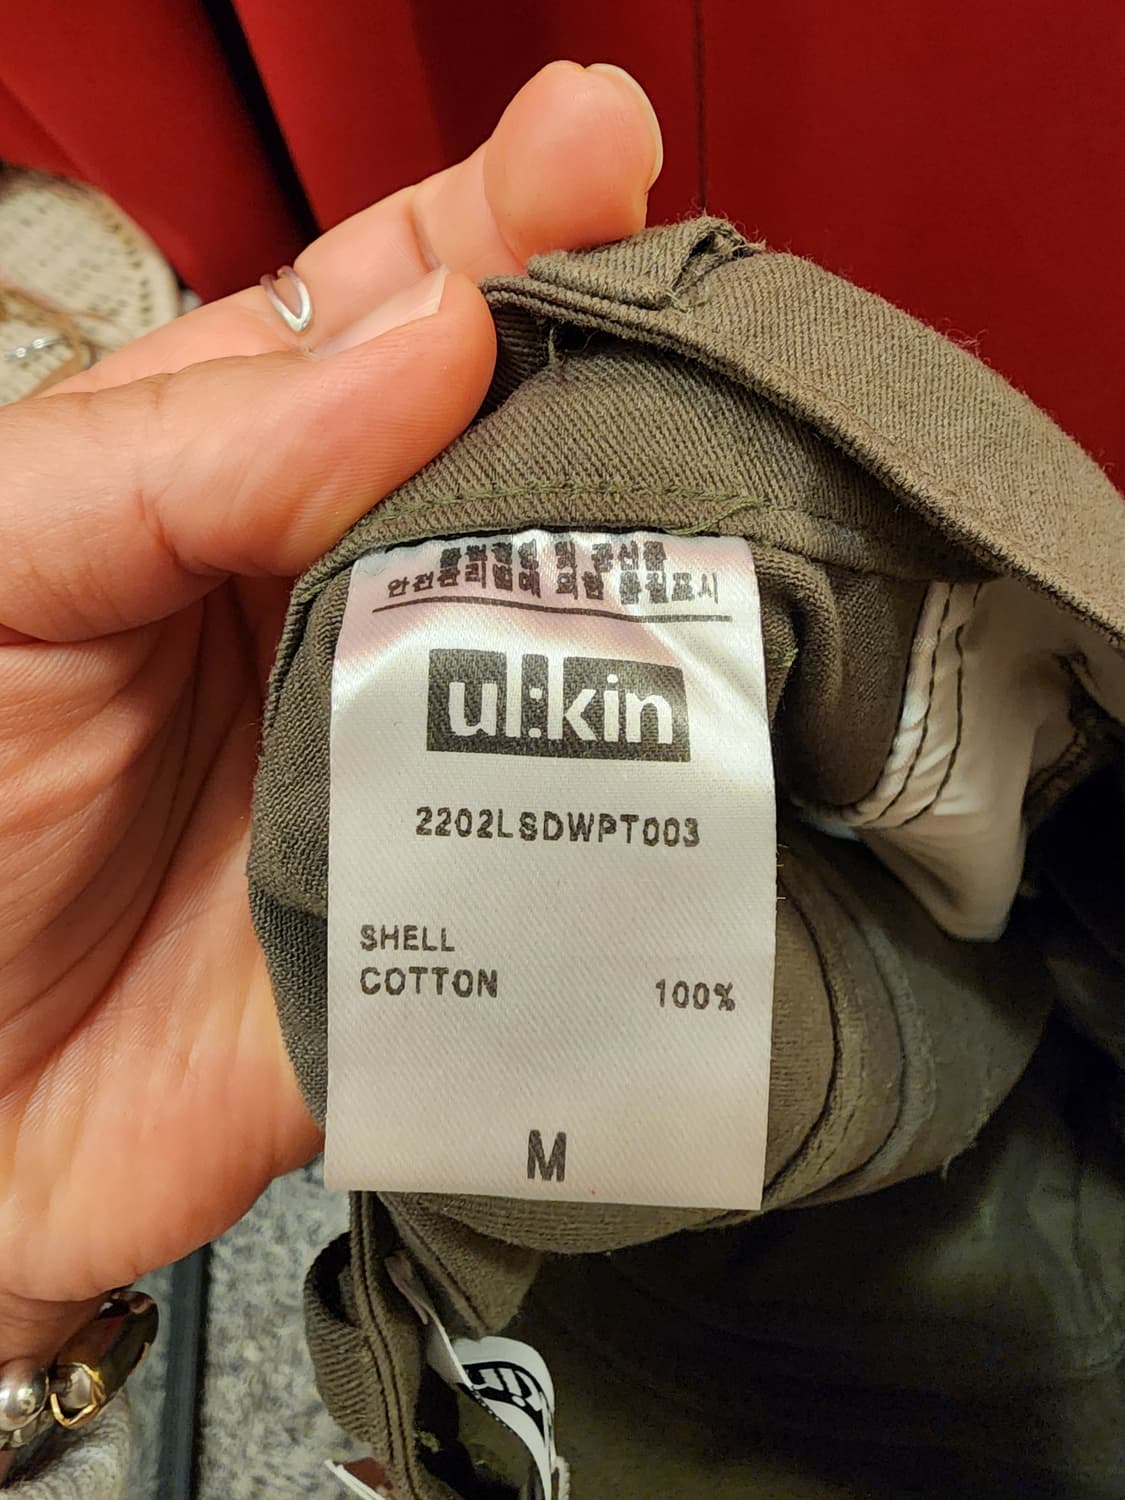 품질경영 및 공산품
안전관리법에 의한 품질표시
ul:kin
2202LSDWPT003
SHELL
COTTON 100%
M